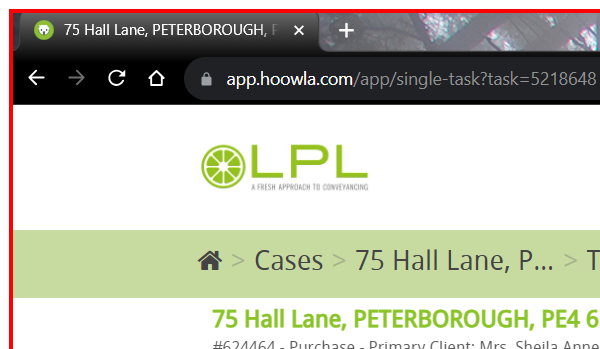 75 Hall Lane, PETERBOROUGH, P
app.hoowla.com/app/single-task?task=5218648
LPL
A FRESH APPROACH TO CONVEYANCING
> Cases > 75 Hall Lane, P... > T
75 Hall Lane, PETERBOROUGH, PE4 6
#624464 - Purchase - Primary Client: Mrs. Sheila Anne